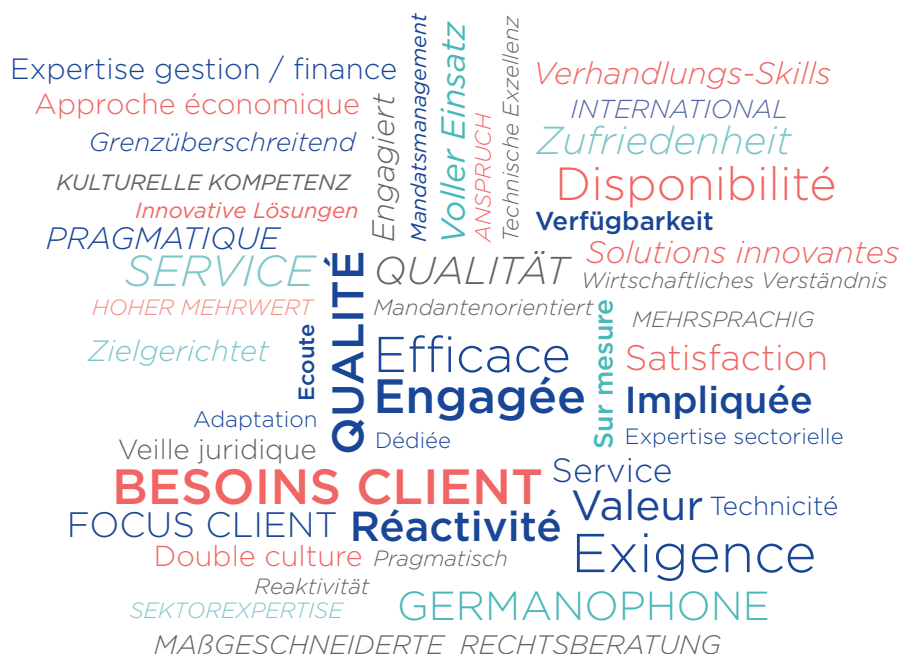 Expertise gestion / finance
Approche économique
Grenzüberschreitend
KULTURELLE KOMPETENZ
Innovative Lösungen
PRAGMATIQUE
SERVICE
HOHER MEHRWERT
Zielgerichtet
Engagiert
Mandatsmanagement
Voller Einsatz
ANSPRUCH
Technische Exzellenz
Verhandlungs-Skills
INTERNATIONAL
Zufriedenheit
Disponibilité
Verfügbarkeit
Solutions innovantes
Wirtschaftliches Verständnis
QUALITÉ
QUALITÄT
Mandantenorientiert
MEHRSPRACHIG
Ecoute
Efficace
Engagée
Sur mesure
Satisfaction
Impliquée
Adaptation
Dédiée
Expertise sectorielle
Veille juridique
BESOINS CLIENT
Service
Valeur
Technicité
FOCUS CLIENT
Réactivité
Exigence
Double culture
Pragmatisch
Reaktivität
SEKTOREXPERTISE
GERMANOPHONE
MAßGESCHNEIDERTE RECHTSBERATUNG